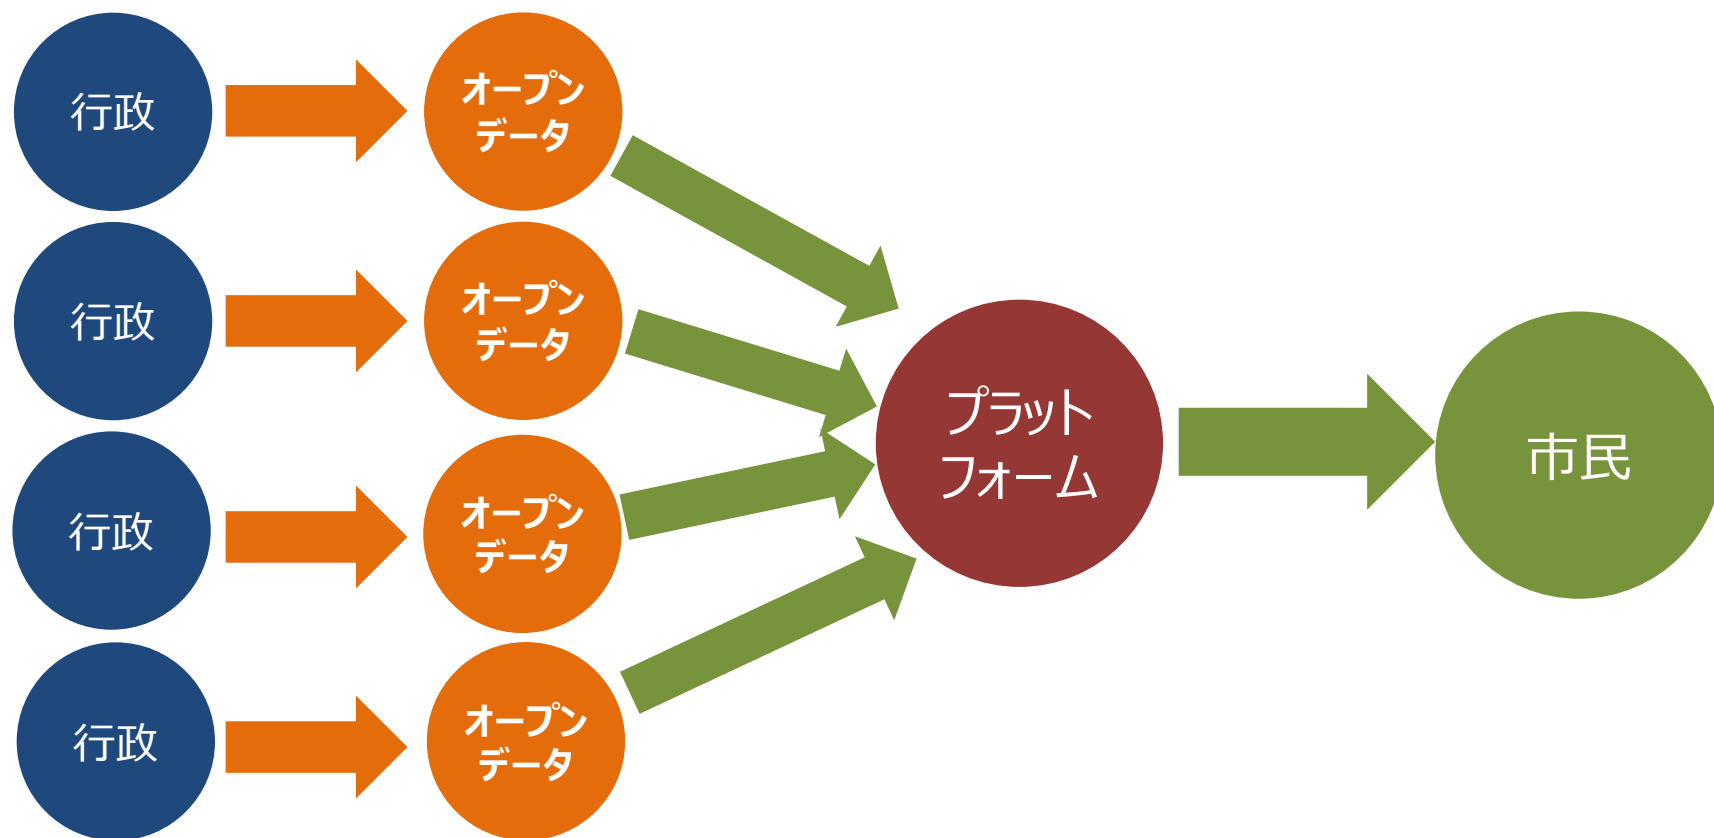 行政
オープン
データ
行政
オープン
データ
行政
オープン
データ
行政
オープン
データ
プラット
フォーム
市民